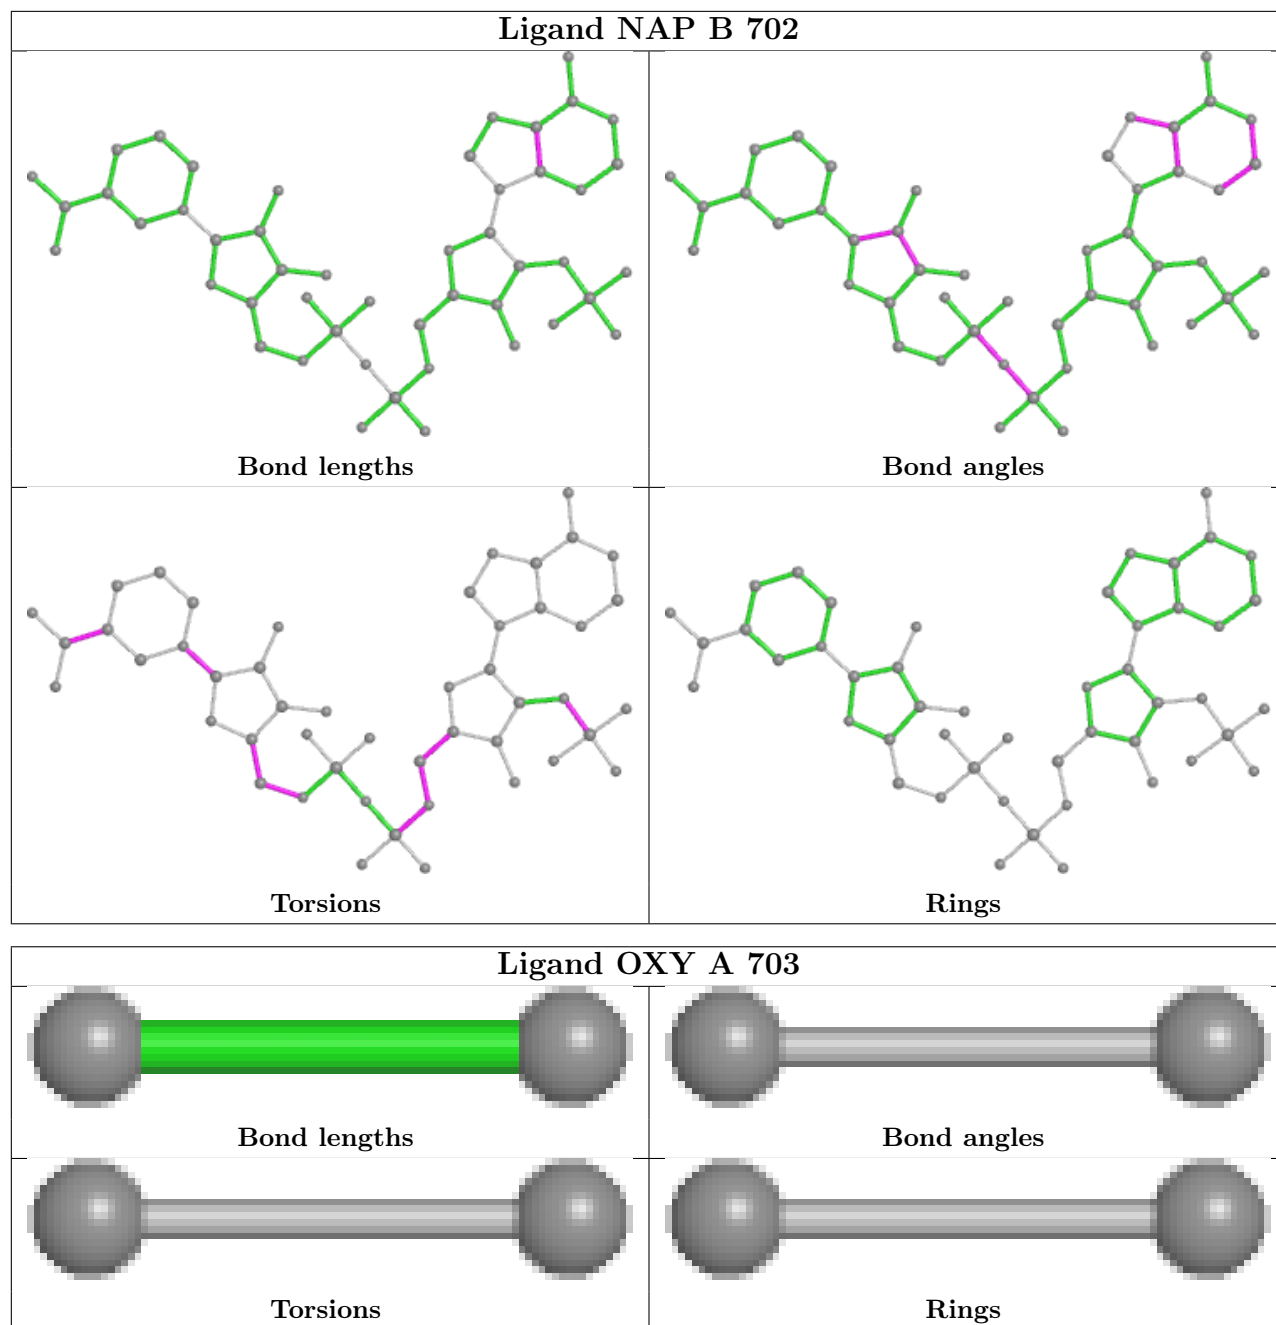 Ligand NAP B 702
Bond lengths
Bond angles
Torsions
Rings
Ligand OXY A 703
Bond lengths
Bond angles
Torsions
Rings